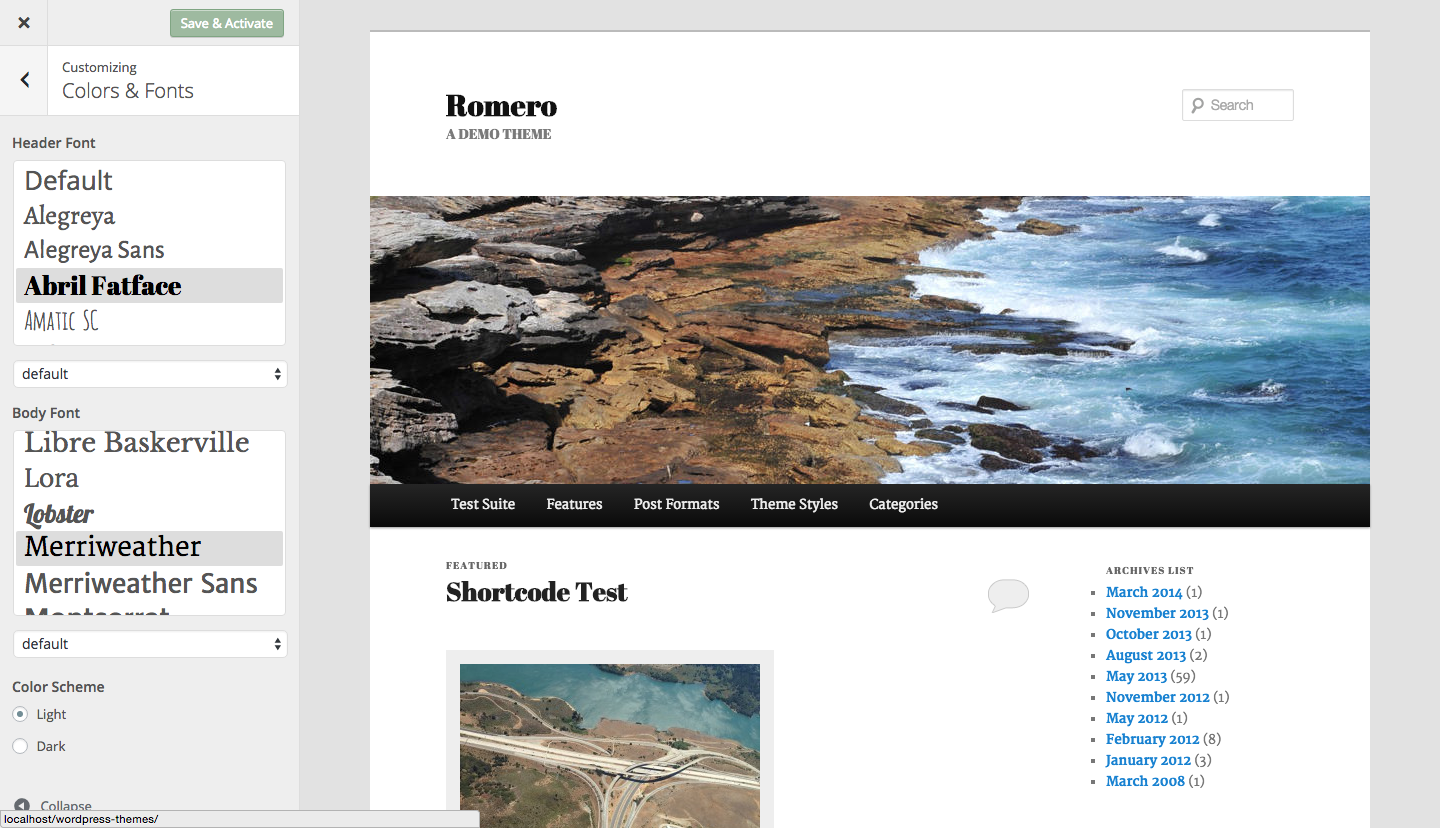 Save & Activate
Customizing
Colors & Fonts
Header Font
Default
Alegreya
Alegreya Sans
Abril Fatface
Amatic SC
default
Body Font
Libre Baskerville
Lora
Lobster
Merriweather
Merriweather Sans
Montserrat
default
Color Scheme
Light
Dark
Collapse
localhost/wordpress-themes/
Romero
A DEMO THEME
Search
Test Suite Features Post Formats Theme Styles Categories
FEATURED
Shortcode Test
ARCHIVES LIST
March 2014 (1)
November 2013 (1)
October 2013 (1)
August 2013 (2)
May 2013 (59)
November 2012 (1)
May 2012 (1)
February 2012 (8)
January 2012 (3)
March 2008 (1)